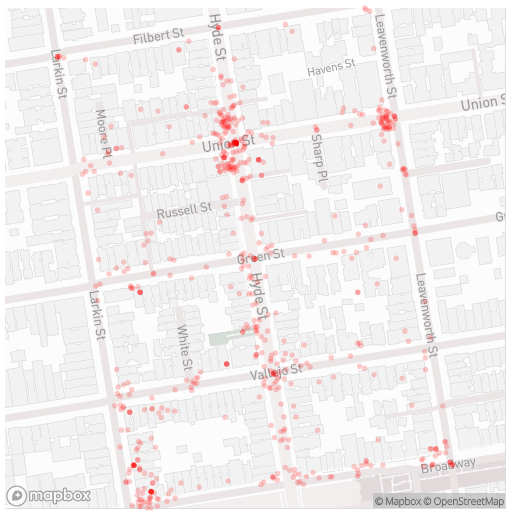 Filbert St
Hyde St
Larkin St
Leavenworth St
Havens St
Moore Pl
Union St
Union S
Sharp Pl
Russell St
Green St
G
Hyde St
Larkin St
White St
Leavenworth St
Vallejo St
Broadway
mapbox
© Mapbox © OpenStreetMap